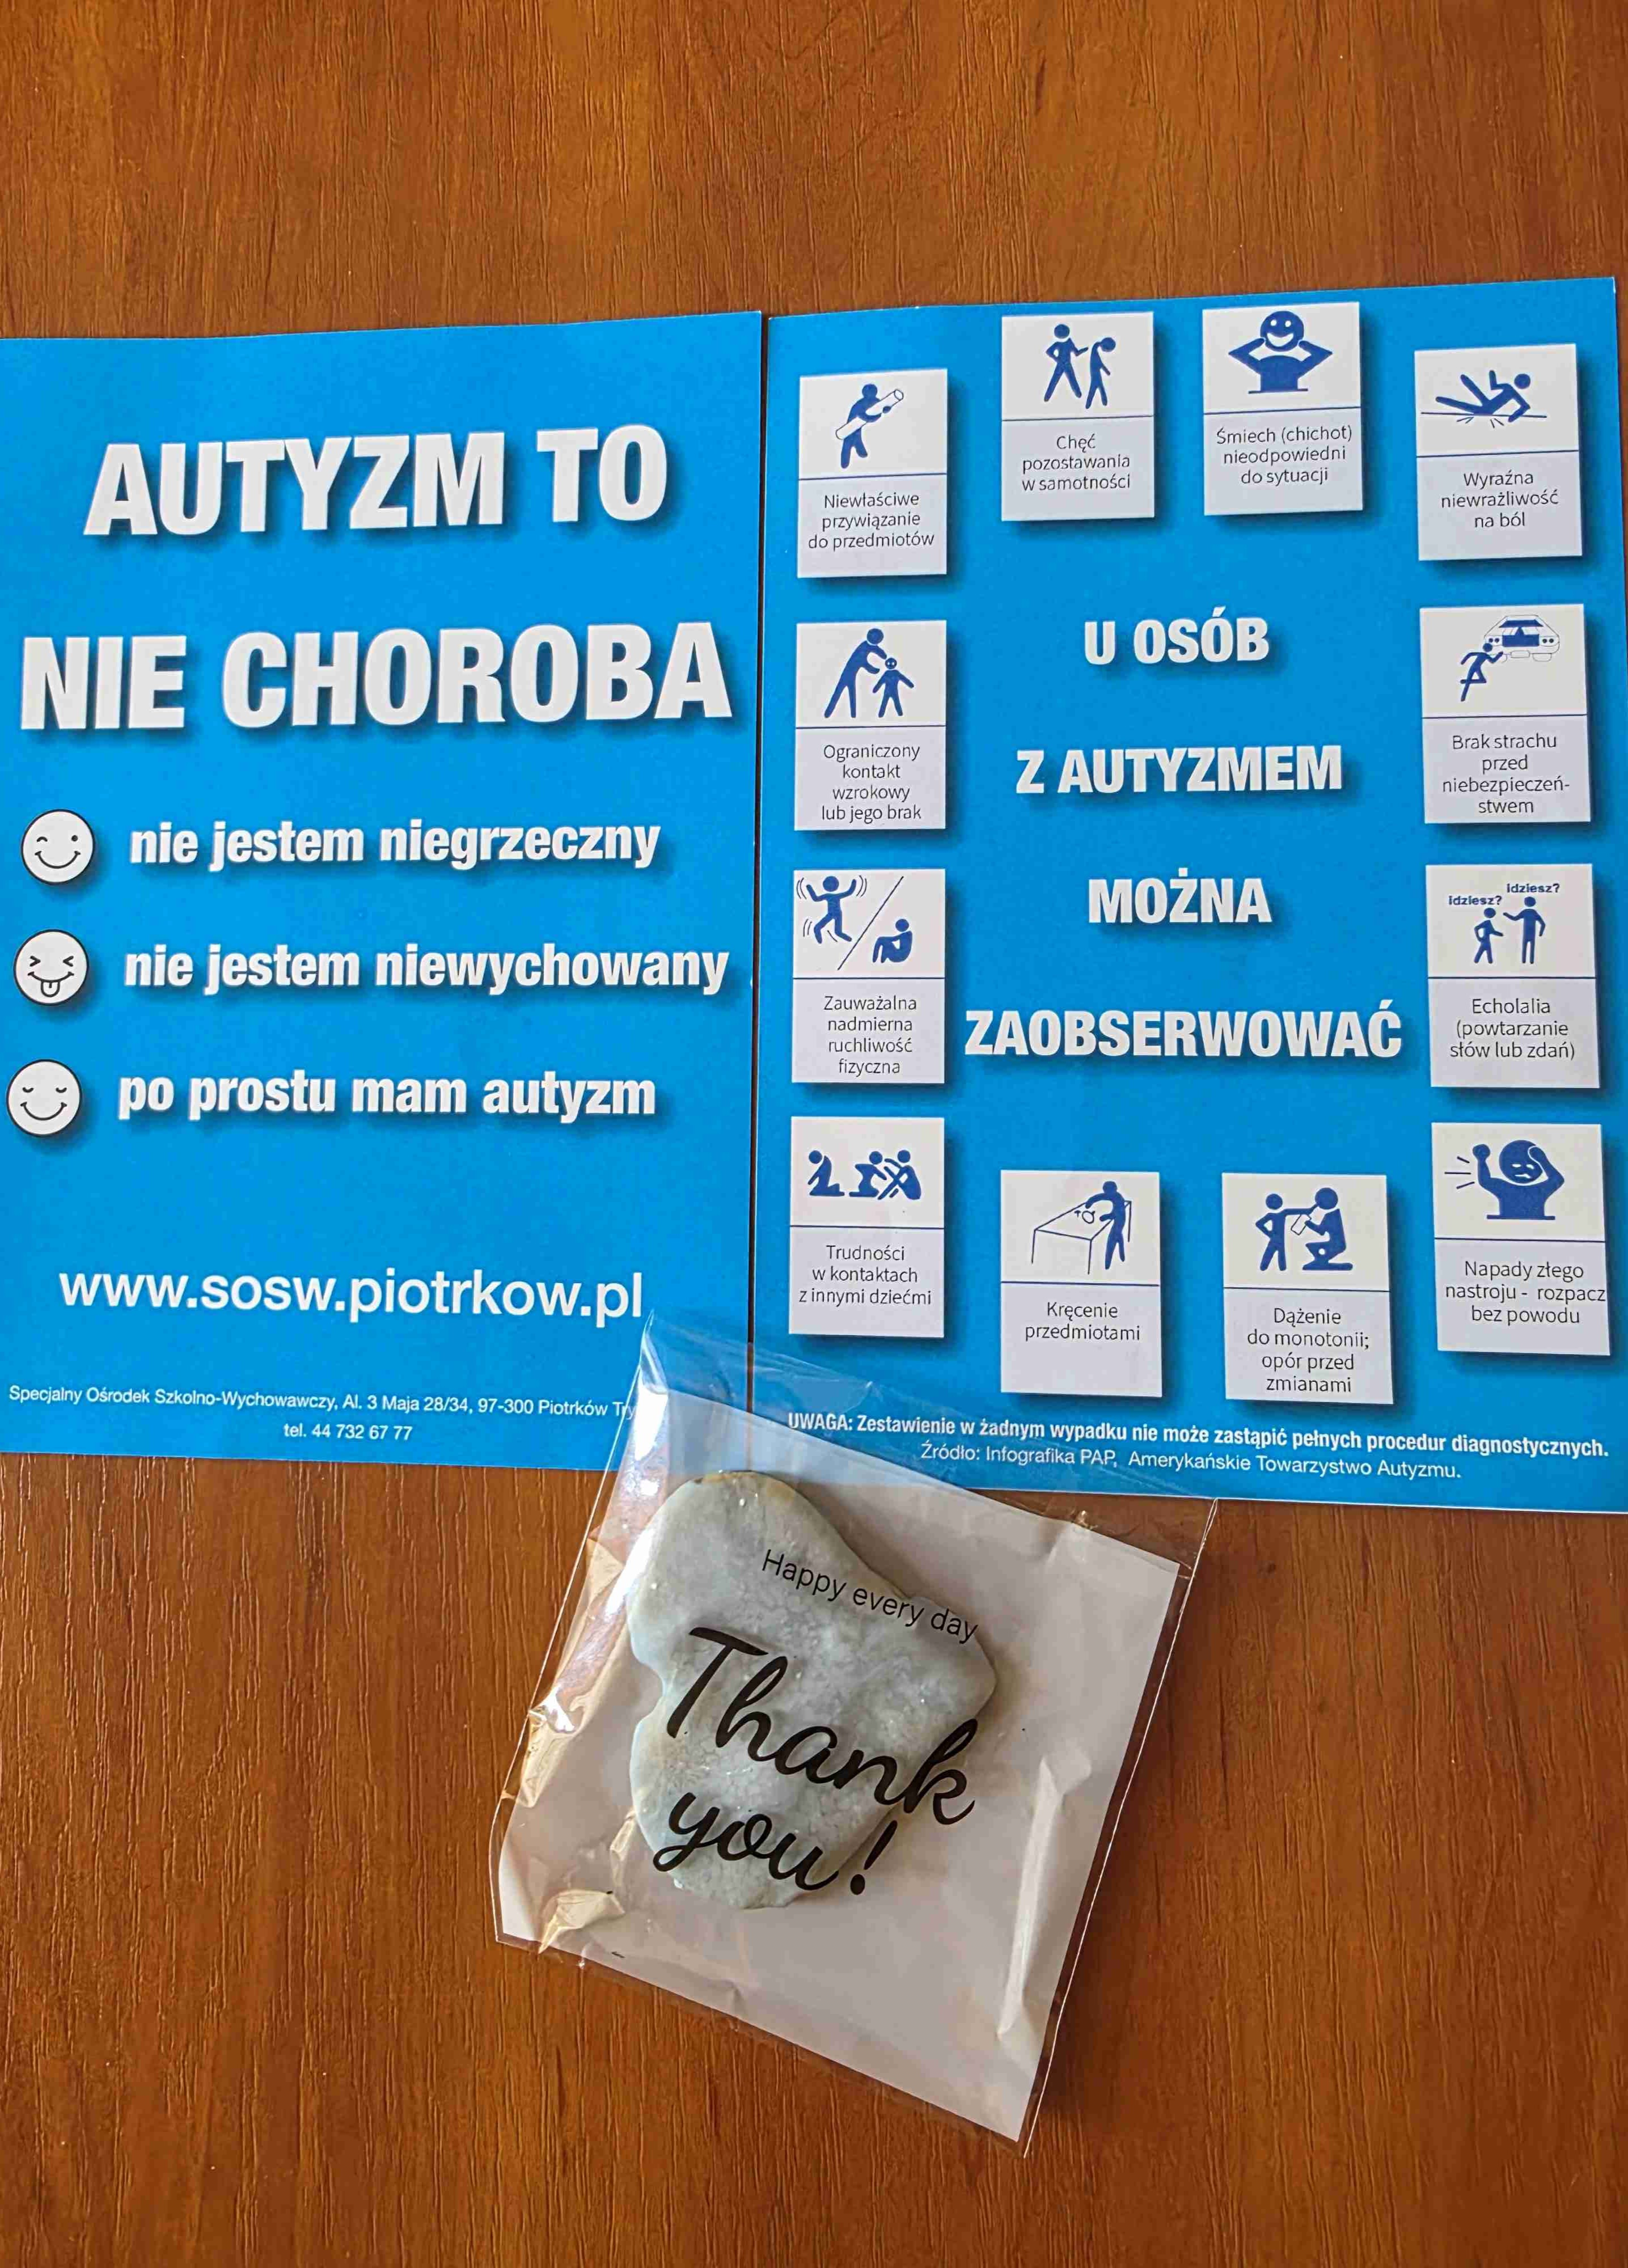 AUTYZM TO
NIE CHOROBA
nie jestem niegrzeczny
nie jestem niewychowany
po prostu mam autyzm
www.sosw.piotrkow.pl
Specjalny Ośrodek Szkolno-Wychowawczy, Al. 3 Maja 28/34, 97-300 Piotrków
tel. 44 732 67 77
Niewłaściwe
przywiązanie
do przedmiotów
Chęć
pozostawania
w samotności
Śmiech (chichot)
nieodpowiedni
do sytuacji
Wyraźna
niewrażliwość
na ból
Ograniczony
kontakt
wzrokowy
lub jego brak
Brak strachu
przed
niebezpieczeń-
stwem
Zauważalna
nadmierna
ruchliwość
fizyczna
idziesz?
idziesz?
Echolalia
(powtarzanie
słów lub zdań)
Trudności
w kontaktach
z innymi dziećmi
Kręcenie
przedmiotami
Dążenie
do monotonii;
opór przed
zmianami
Napady złego
nastroju - rozpacz
bez powodu
U OSÓB
Z AUTYZMEM
MOŻNA
ZAOBSERWOWAĆ
UWAGA: Zestawienie w żadnym wypadku nie może zastąpić pełnych procedur diagnostycznych.
Źródło: Infografika PAP, Amerykańskie Towarzystwo Autyzmu.
Happy every day
Thank
you!